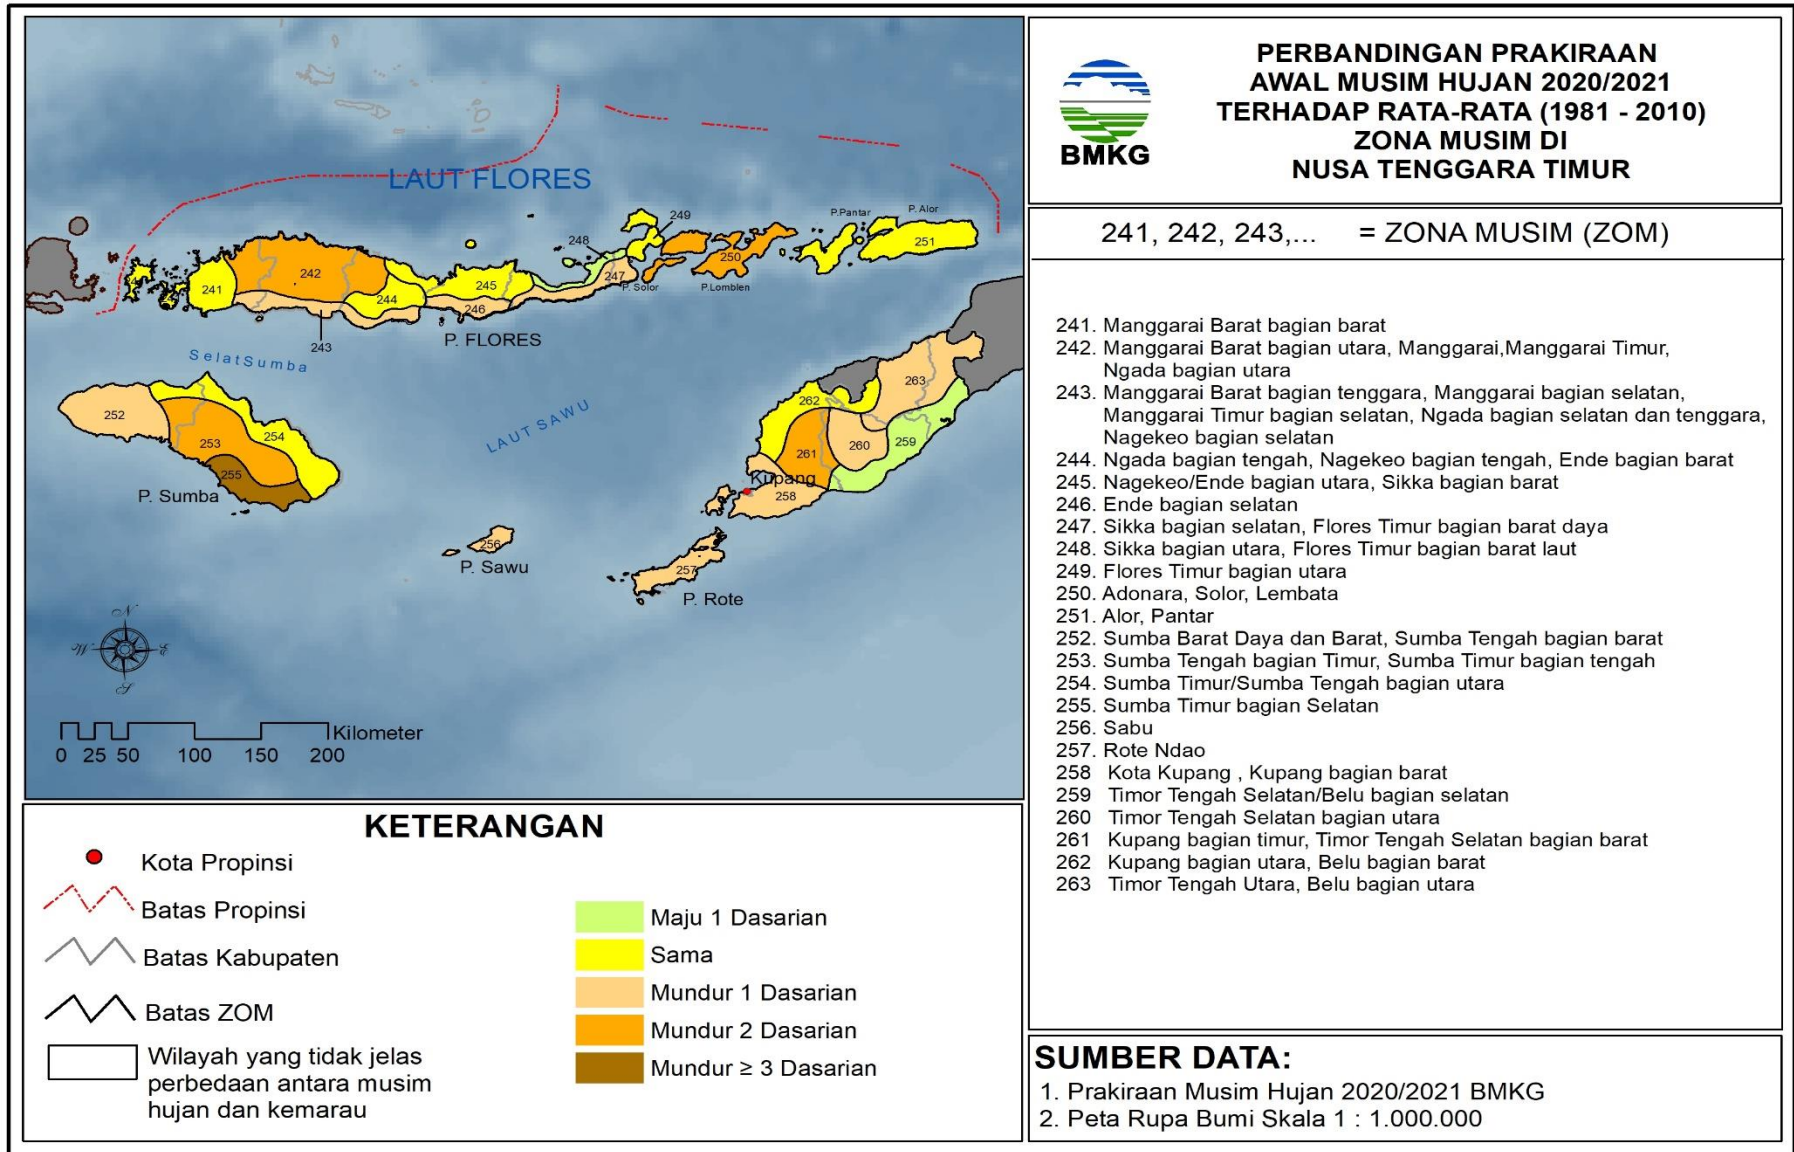 PERBANDINGAN PRAKIRAAN
AWAL MUSIM HUJAN 2020/2021
TERHADAP RATA-RATA (1981 - 2010)
ZONA MUSIM DI
NUSA TENGGARA TIMUR
BMKG
241, 242, 243,... = ZONA MUSIM (ZOM)
241. Manggarai Barat bagian barat
242. Manggarai Barat bagian utara, Manggarai,Manggarai Timur,
Ngada bagian utara
243. Manggarai Barat bagian tenggara, Manggarai bagian selatan,
Manggarai Timur bagian selatan, Ngada bagian selatan dan tenggara,
Nagekeo bagian selatan
244. Ngada bagian tengah, Nagekeo bagian tengah, Ende bagian barat
245. Nagekeo/Ende bagian utara, Sikka bagian barat
246. Ende bagian selatan
247. Sikka bagian selatan, Flores Timur bagian barat daya
248. Sikka bagian utara, Flores Timur bagian barat laut
249. Flores Timur bagian utara
250. Adonara, Solor, Lembata
251. Alor, Pantar
252. Sumba Barat Daya dan Barat, Sumba Tengah bagian barat
253. Sumba Tengah bagian Timur, Sumba Timur bagian tengah
254. Sumba Timur/Sumba Tengah bagian utara
255. Sumba Timur bagian Selatan
256. Sabu
257. Rote Ndao
258 Kota Kupang , Kupang bagian barat
259 Timor Tengah Selatan/Belu bagian selatan
260 Timor Tengah Selatan bagian utara
261 Kupang bagian timur, Timor Tengah Selatan bagian barat
262 Kupang bagian utara, Belu bagian barat
263 Timor Tengah Utara, Belu bagian utara
SUMBER DATA:
1. Prakiraan Musim Hujan 2020/2021 BMKG
2. Peta Rupa Bumi Skala 1 : 1.000.000
LAUT FLORES
P.Pantar
P. Alor
249
248
251
242
250
247
241
245
P. Solor
P.Lomblen
244
246
243
P. FLORES
SelatSumba
LAUT SAWU
263
262
252
254
253
259
260
261
255
Kupang
258
P. Sumba
256
P. Sawu
257
P. Rote
N
W
E
S
Kilometer
0 25 50 100 150 200
KETERANGAN
Kota Propinsi
Batas Propinsi
Batas Kabupaten
Batas ZOM
Wilayah yang tidak jelas
perbedaan antara musim
hujan dan kemarau
Maju 1 Dasarian
Sama
Mundur 1 Dasarian
Mundur 2 Dasarian
Mundur ≥ 3 Dasarian